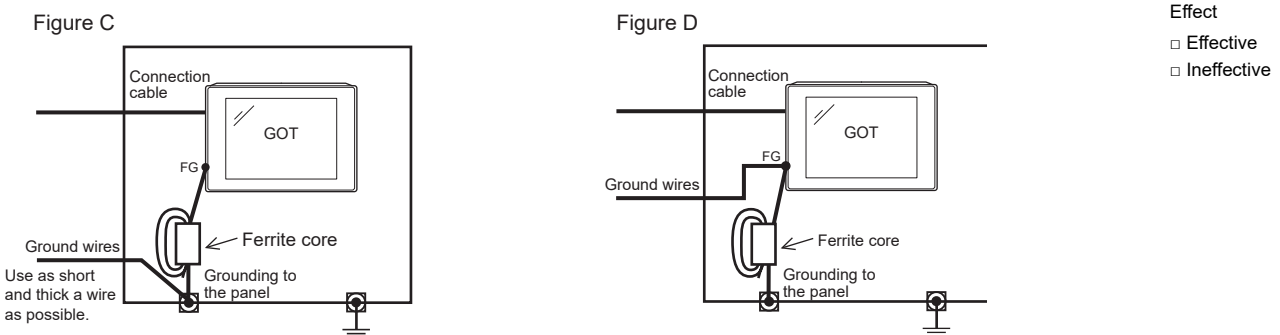 Figure C
Connection
cable
GOT
FG
Ferrite core
Ground wires
Use as short
and thick a wire
as possible.
Grounding to
the panel
Figure D
Connection
cable
GOT
FG
Ground wires
Ferrite core
Grounding to
the panel
Effect
□ Effective
□ Ineffective